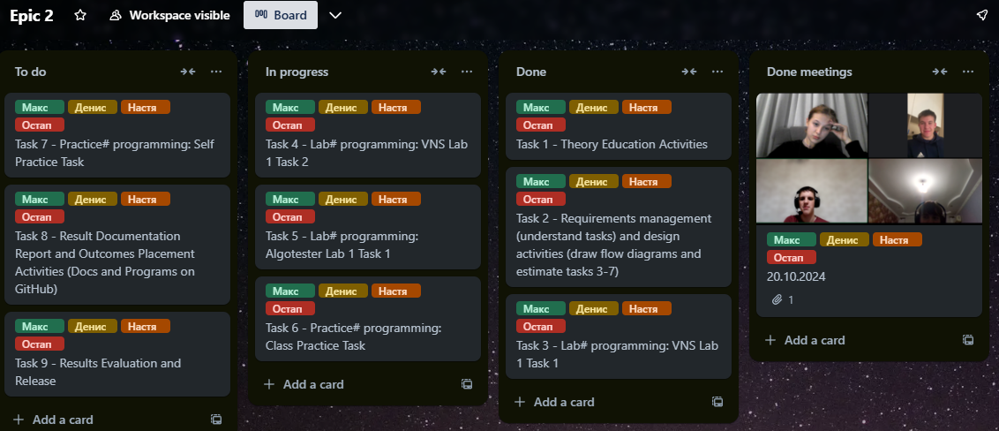 Epic 2
Workspace visible
Board
To do
Макс Денис Настя
Остап
Task 7 - Practice# programming: Self
Practice Task
Макс Денис Настя
Остап
Task 8 - Result Documentation
Report and Outcomes Placement
Activities (Docs and Programs on
GitHub)
Макс Денис Настя
Остап
Task 9 - Results Evaluation and
Release
Add a card
In progress
Макс Денис Настя
Остап
Task 4 - Lab# programming: VNS Lab
1 Task 2
Макс Денис Настя
Остап
Task 5 - Lab# programming:
Algotester Lab 1 Task 1
Макс Денис Настя
Остап
Task 6 - Practice# programming:
Class Practice Task
Add a card
Done
Макс Денис Настя
Остап
Task 1 - Theory Education Activities
Макс Денис Настя
Остап
Task 2 - Requirements management
(understand tasks) and design
activities (draw flow diagrams and
estimate tasks 3-7)
Макс Денис Настя
Остап
Task 3 - Lab# programming: VNS Lab
1 Task 1
Add a card
Done meetings
Макс Денис Настя
Остап
20.10.2024
1
Add a card